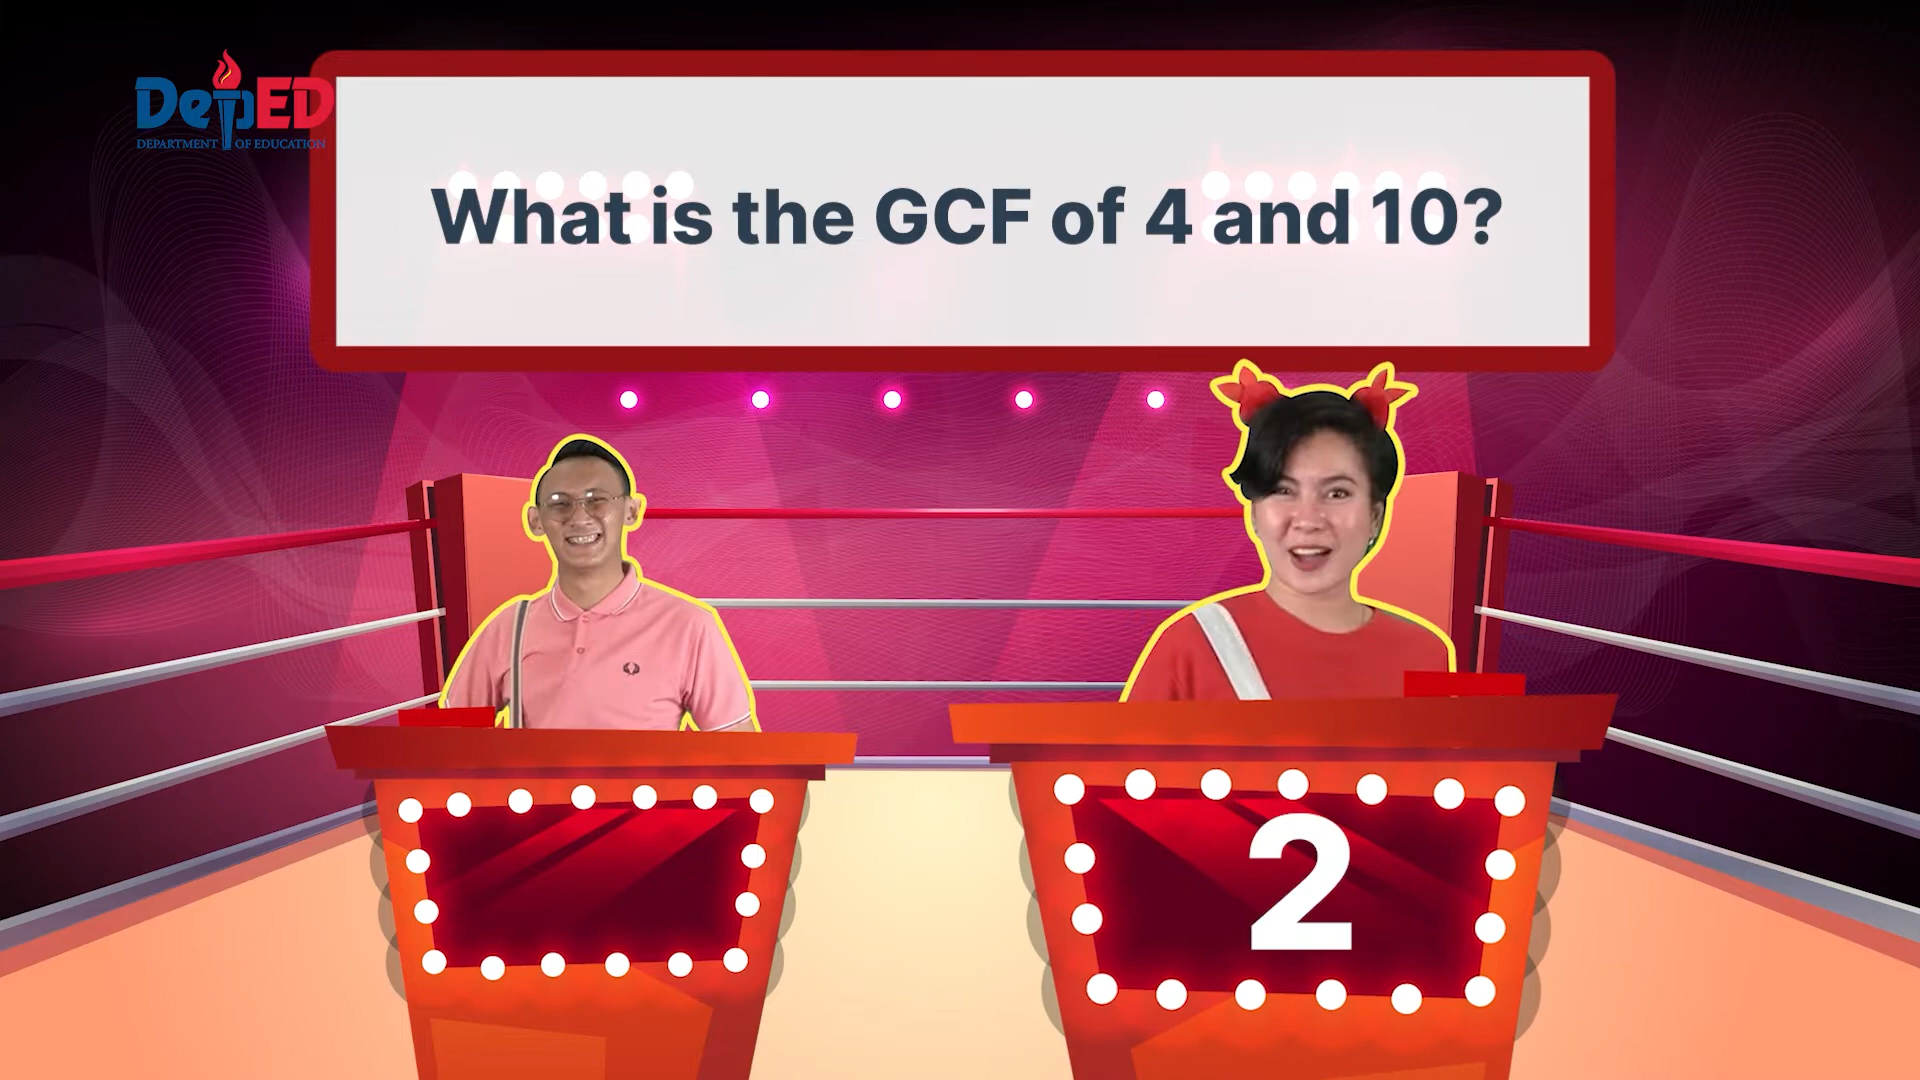 DepED
DEPARTMENT OF EDUCATION
What is the GCF of 4 and 10?
2